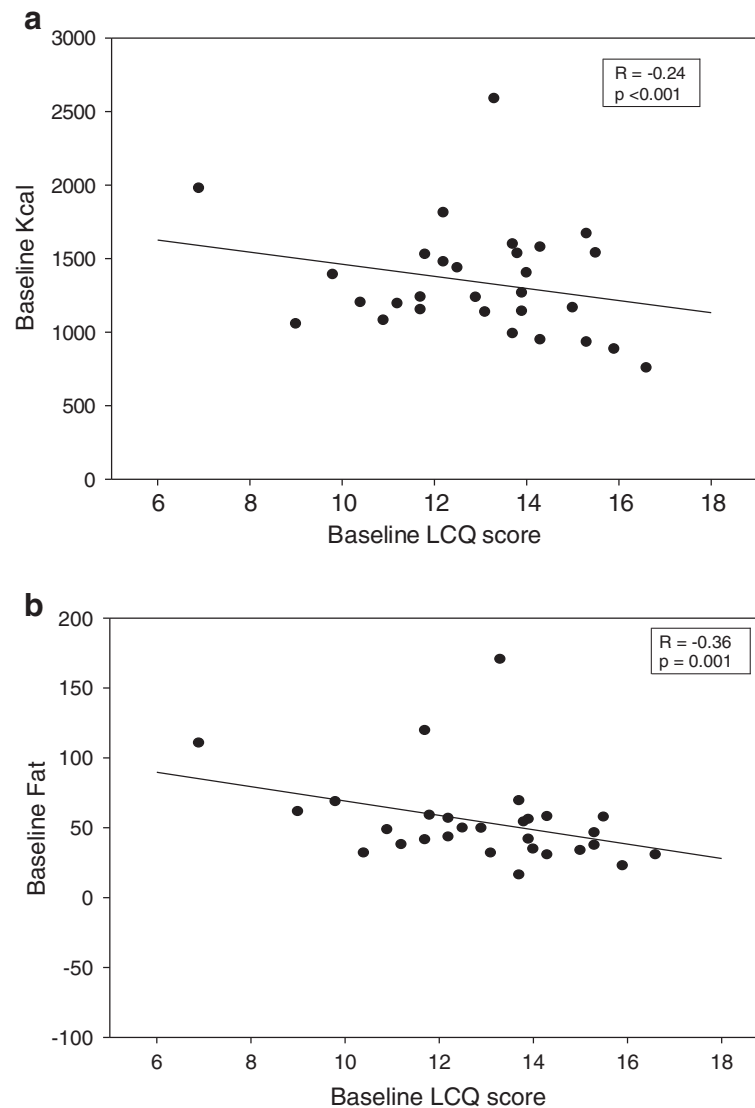 a
3000
2500
2000
1500
1000
500
0
Baseline Kcal
R = -0.24
p <0.001
6 8 10 12 14 16 18
Baseline LCQ score
b
200
150
100
50
0
-50
-100
Baseline Fat
R = -0.36
p = 0.001
6 8 10 12 14 16 18
Baseline LCQ score